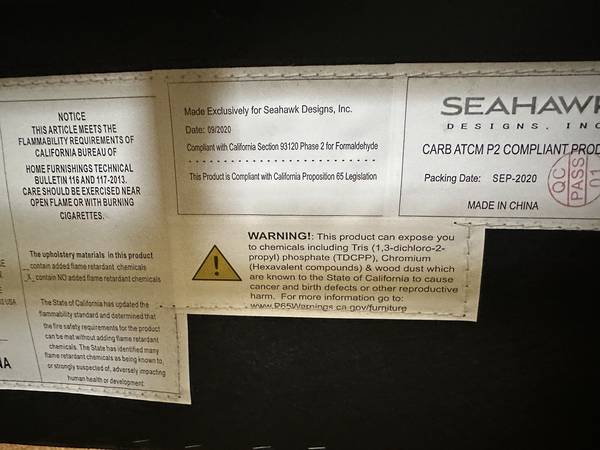 NOTICE
THIS ARTICLE MEETS THE
FLAMMABILITY REQUIREMENTS OF
CALIFORNIA BUREAU OF
HOME FURNISHINGS TECHNICAL
BULLETIN 116 AND 117-2013.
CARE SHOULD BE EXERCISED NEAR
OPEN FLAME OR WITH BURNING
CIGARETTES.
The upholstery materials in this product
contain added flame retardant chemicals
X contain NO added flame retardant chemicals
The State of California has updated the
flammability standard and determined that
the fire safety requirements for the product
can be met without adding flame retardant
chemicals. The State has identified many
flame retardant chemicals as being known to,
or strongly suspected of, adversely impacting
human health or development
USA
Made Exclusively for Seahawk Designs, Inc.
Date: 09/2020
Compliant with California Section 93120 Phase 2 for Formaldehyde
This Product is Compliant with California Proposition 65 Legislation
WARNING!: This product can expose you
to chemicals including Tris (1,3-dichloro-2-
propyl) phosphate (TDCPP), Chromium
(Hexavalent compounds) & wood dust which
are known to the State of California to cause
cancer and birth defects or other reproductive
harm. For more information go to:
www.P65Warnings.ca.gov/furniture
SEAHAWK
DESIGNS, INC
CARB ATCM P2 COMPLIANT PROD
Packing Date: SEP-2020
MADE IN CHINA
QC
PASS
01